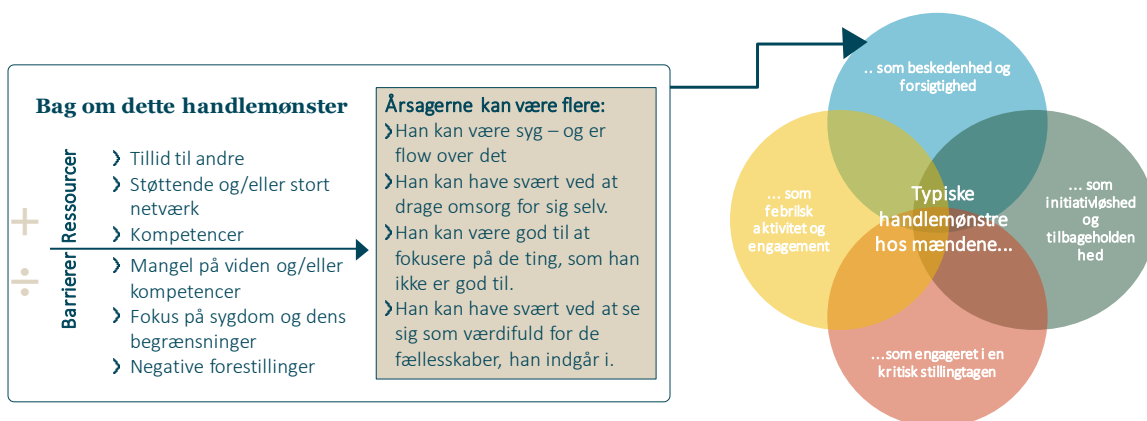 Bag om dette handlemønster
+
÷
Ressourcer
Barrierer
Tillid til andre
Støttende og/eller stort
netværk
Kompetencer
Mangel på viden og/eller
kompetencer
Fokus på sygdom og dens
begrænsninger
Negative forestillinger
Årsagerne kan være flere:
Han kan være syg – og er
flow over det
Han kan have svært ved at
drage omsorg for sig selv.
Han kan være god til at
fokusere på de ting, som han
ikke er god til.
Han kan have svært ved at se
sig som værdifuld for de
fællesskaber, han indgår i.
.. som beskedenhed og
forsigtighed
... som
febrilsk
aktivitet og
engagement
Typiske
handlemønstre
hos mændene...
... som
initiativløshed
og
tilbageholden
hed
...som engageret i en
kritisk stillingtagen